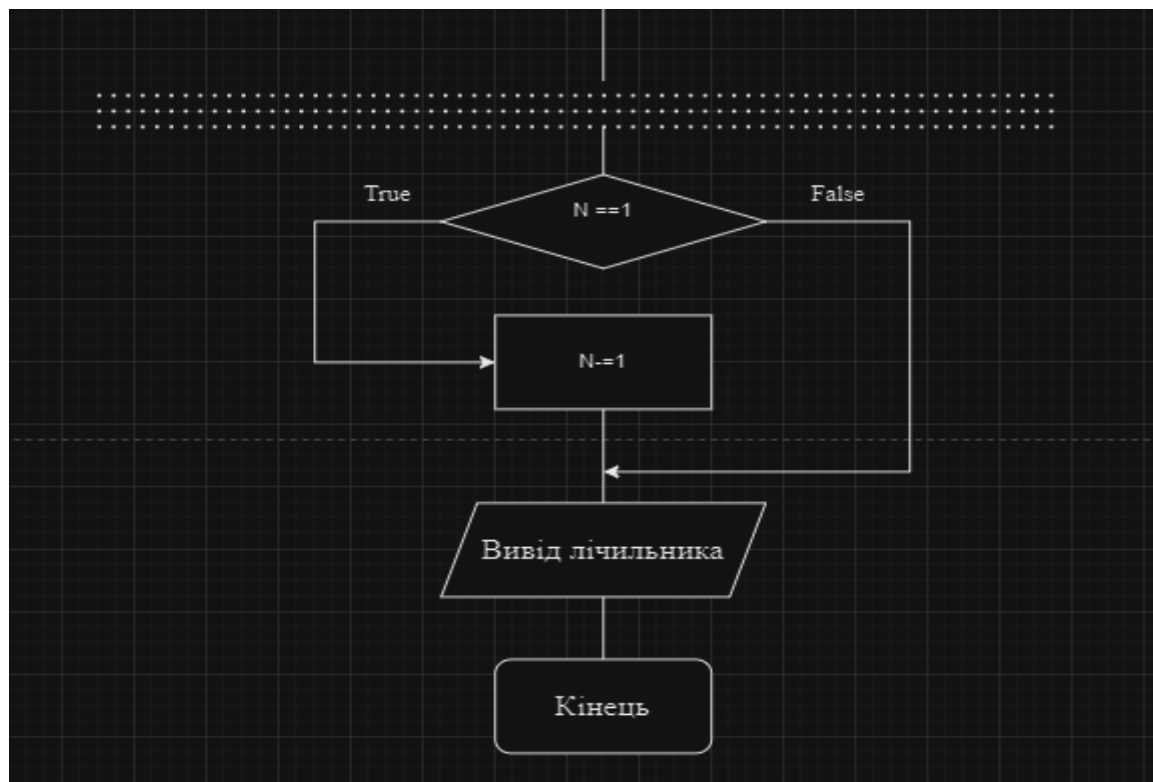 True
False
N ==1
N-=1
Вивід лічильника
Кінець